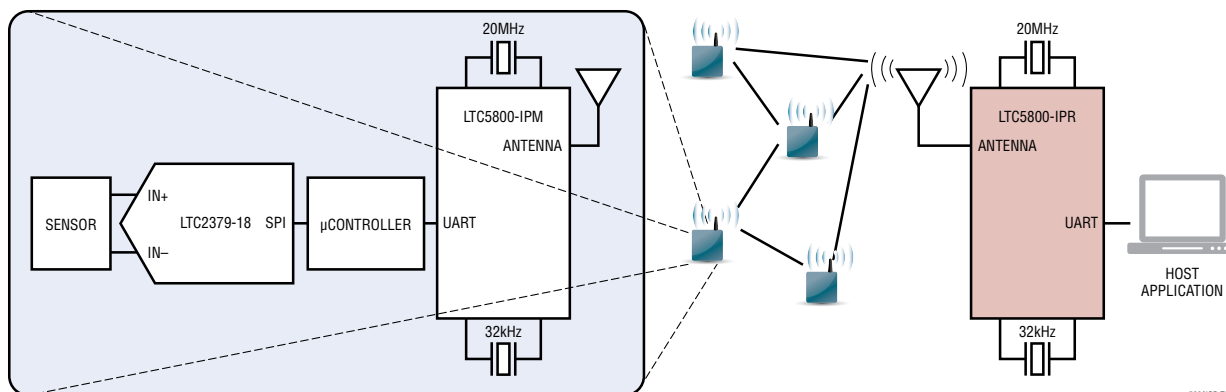 20MHz
LTC5800-IPM
ANTENNA
SENSOR
IN+
IN–
LTC2379-18
SPI
µCONTROLLER
UART
32kHz
20MHz
LTC5800-IPR
ANTENNA
UART
HOST
APPLICATION
32kHz